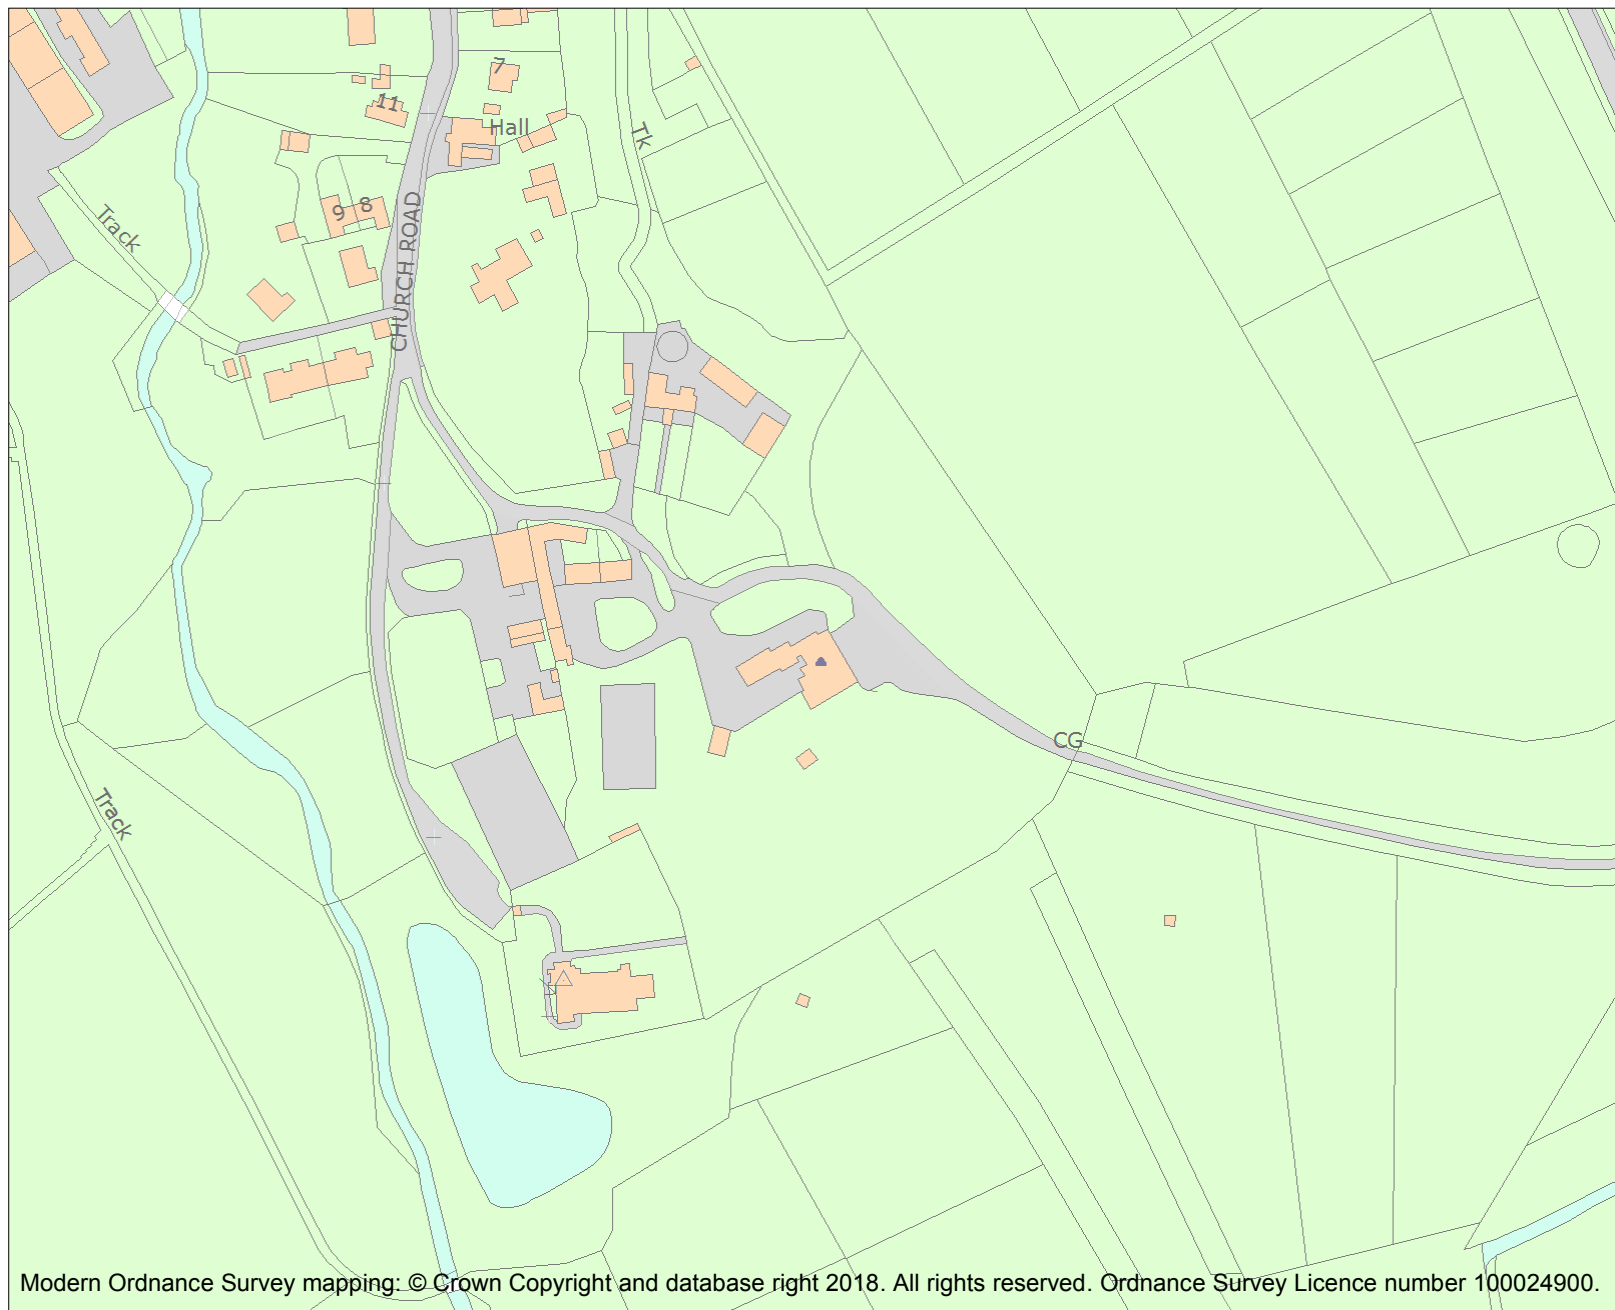 7
11
Hall
Tk
Track
9
8
CHURCH ROAD
CG
Track
Modern Ordnance Survey mapping: © Crown Copyright and database right 2018. All rights reserved. Ordnance Survey Licence number 100024900.